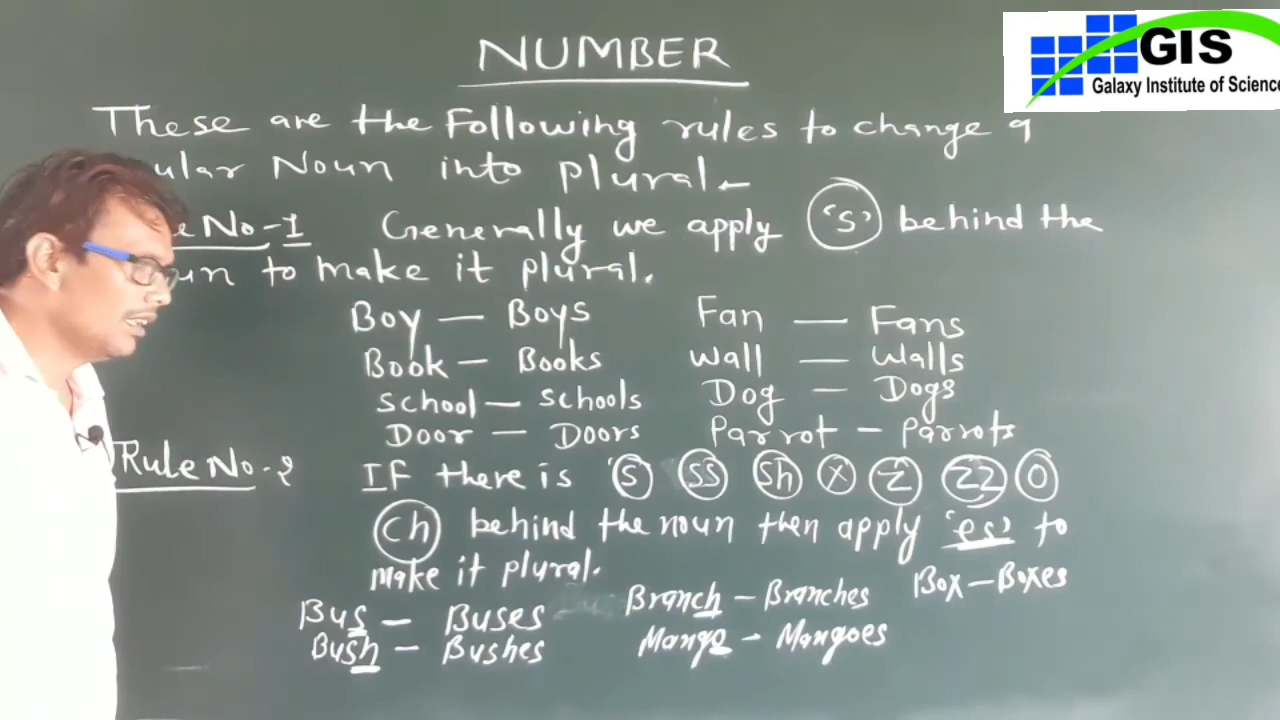 GIS
Galaxy Institute of Science
NUMBER
These are the Following rules to change a
ular Noun into plural.
e No-1 Generally we apply 's' behind the
un to make it plural.
Boy — Boys Fan — Fans
Book — Books Wall — Walls
School — Schools Dog — Dogs
Door — Doors Parrot — Parrots
Rule No-2 If there is 's ss sh x z zz o
ch behind the noun then apply 'es' to
make it plural.
Bus — Buses Branch — Branches Box — Boxes
Bush — Bushes Mango — Mangoes